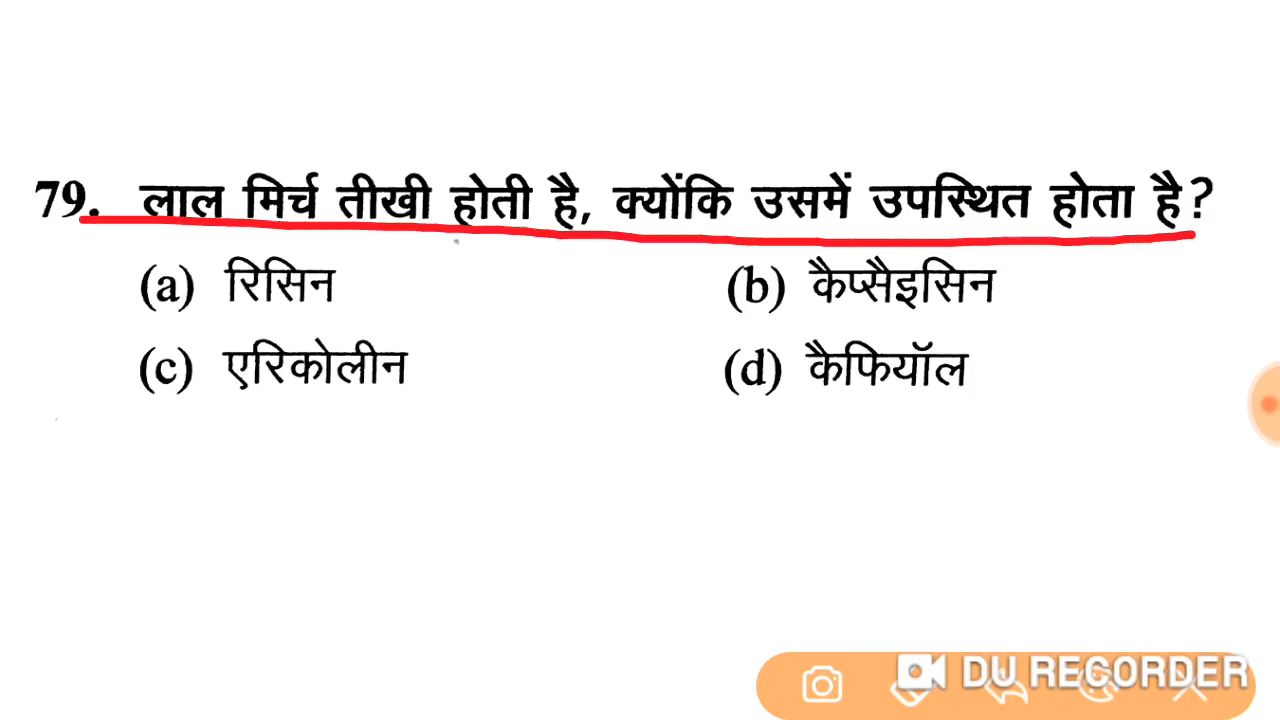 79. लाल मिर्च तीखी होती है, क्योंकि उसमें उपस्थित होता है?
(a) रिसिन (b) कैप्सैइसिन
(c) एरिकोलीन (d) कैफियॉल
DU RECORDER